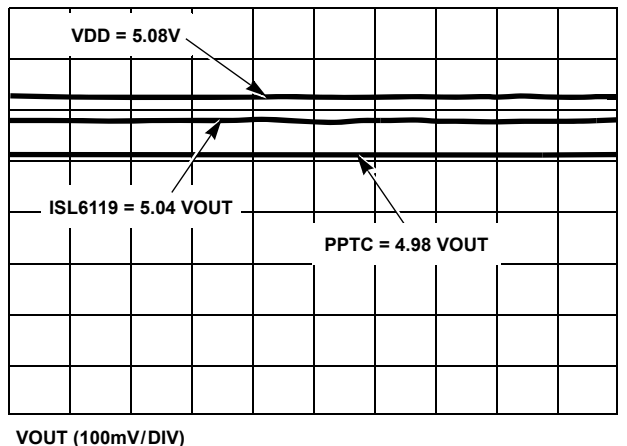 VDD = 5.08V
ISL6119 = 5.04 VOUT
PPTC = 4.98 VOUT
VOUT (100mV/DIV)